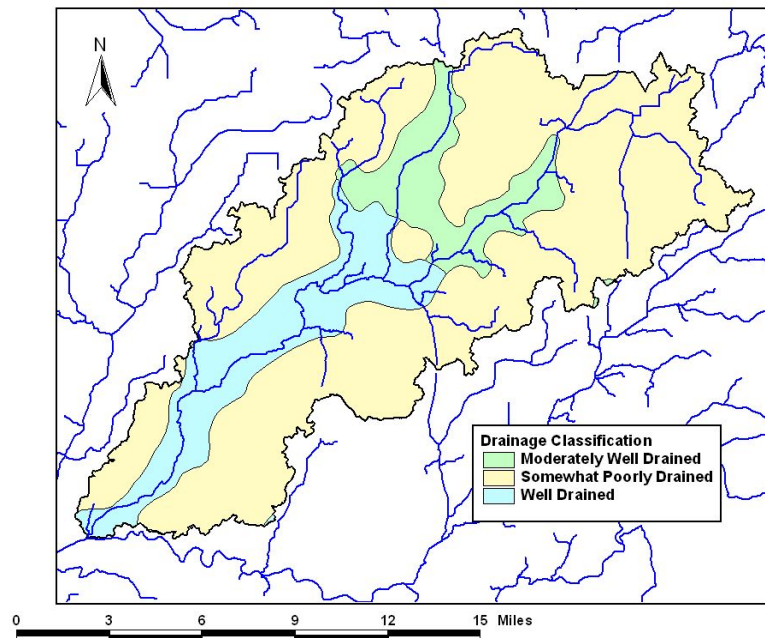 N
Drainage Classification
Moderately Well Drained
Somewhat Poorly Drained
Well Drained
0 3 6 9 12 15 Miles